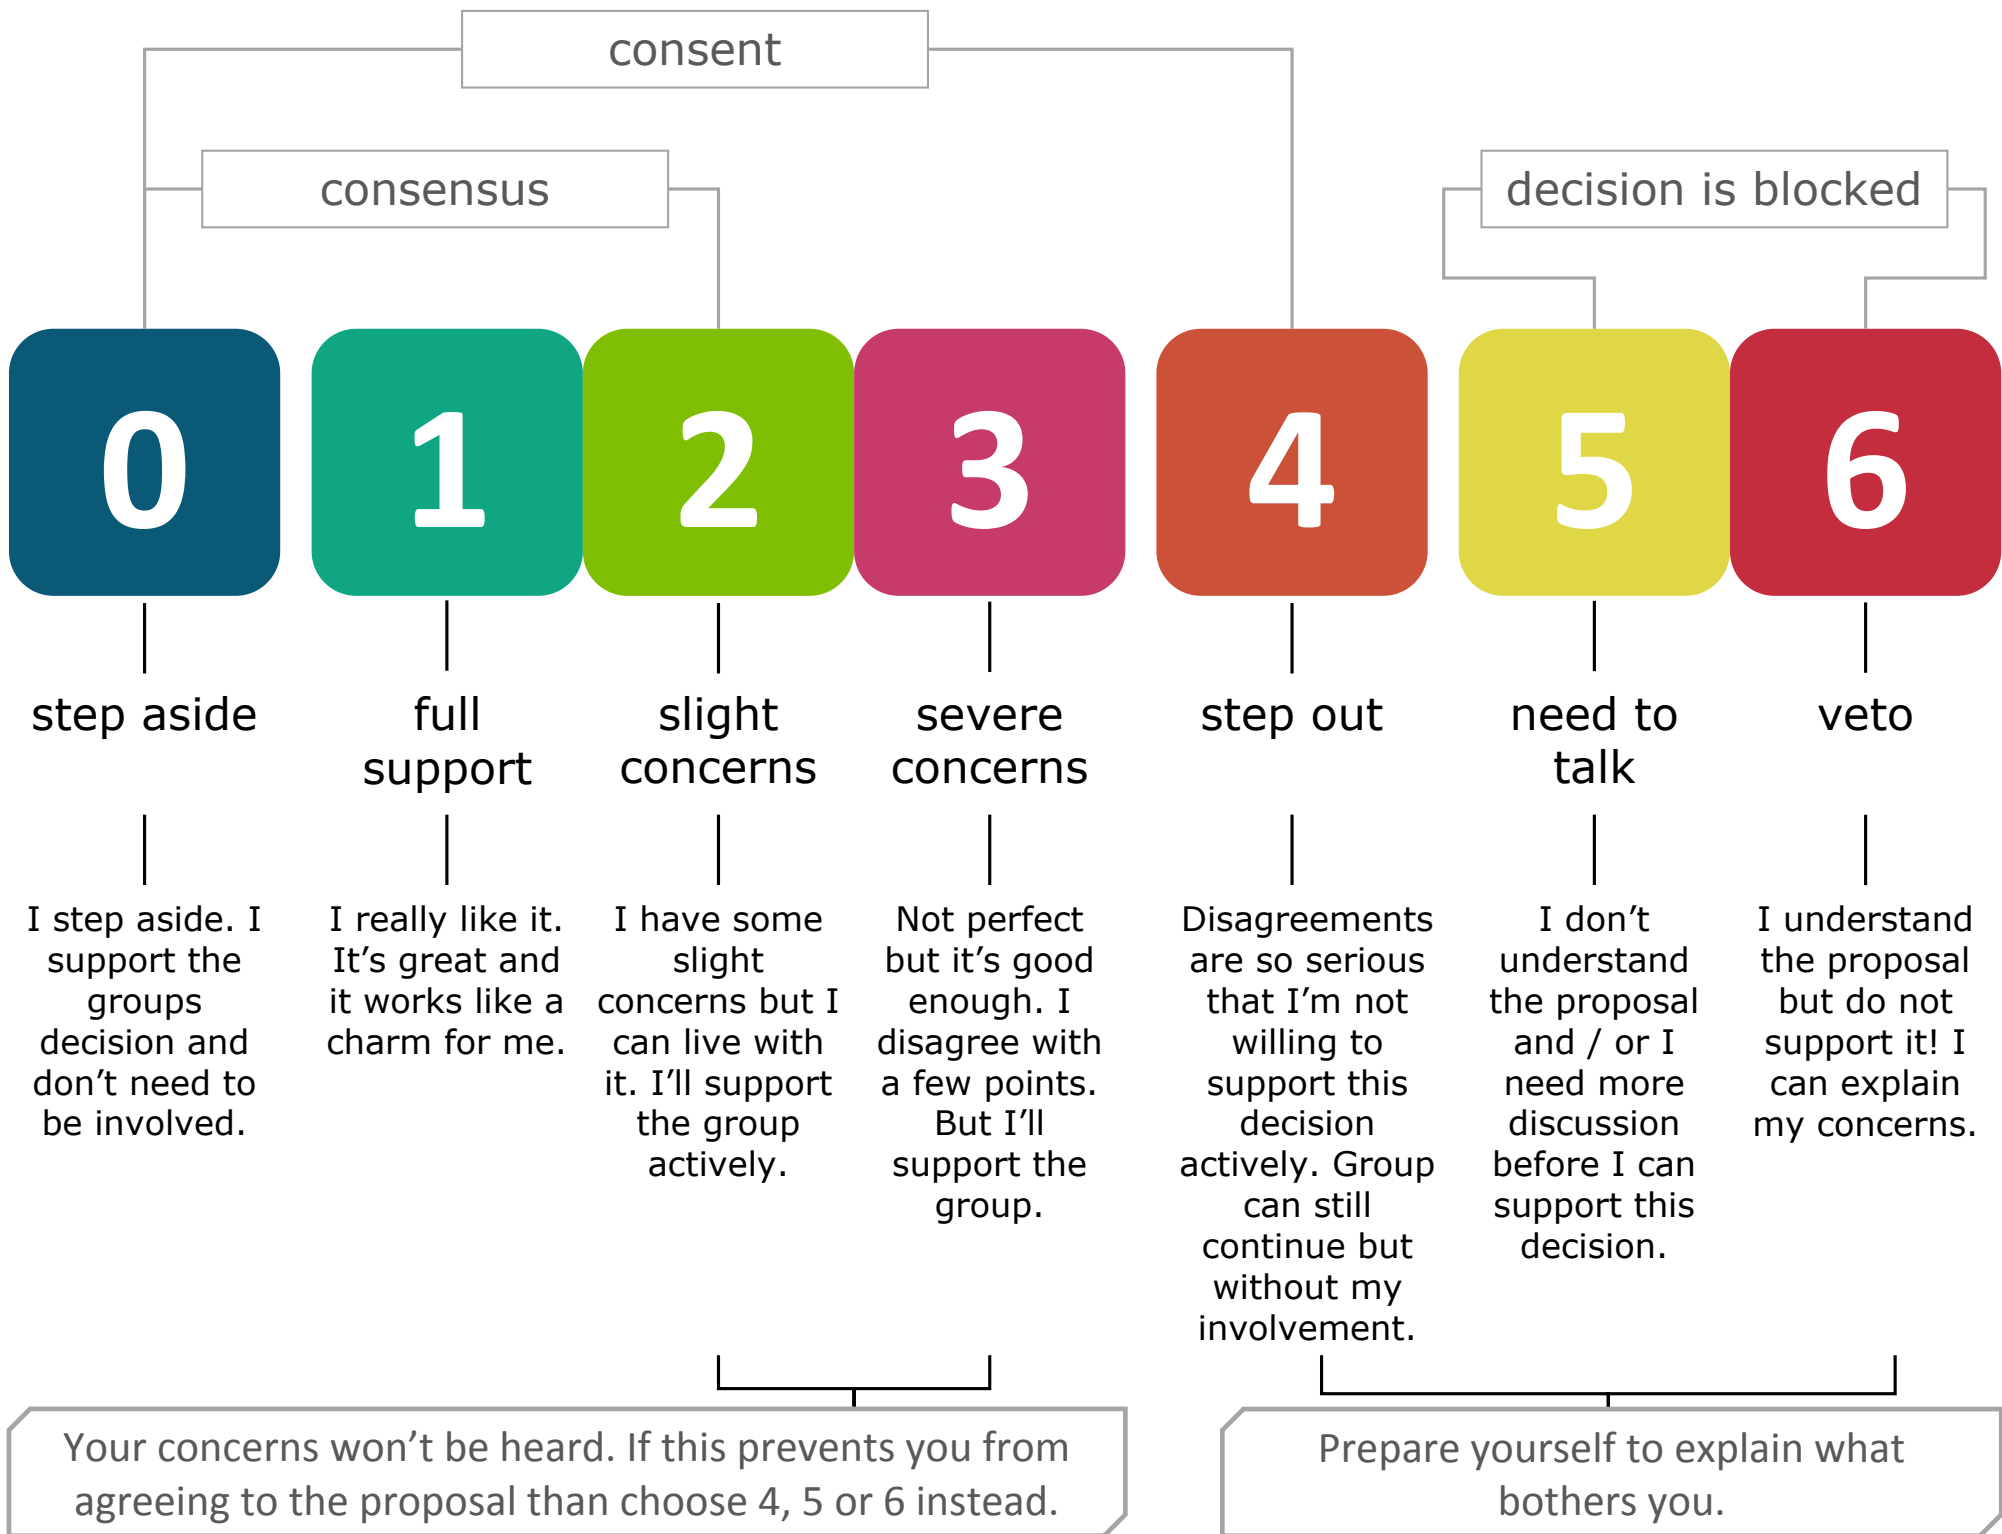 consent
consensus
decision is blocked
0
1
2
3
4
5
6
step aside
full
support
slight
concerns
severe
concerns
step out
need to
talk
veto
I step aside. I
support the
groups
decision and
don’t need to
be involved.
I really like it.
It’s great and
it works like a
charm for me.
I have some
slight
concerns but I
can live with
it. I’ll support
the group
actively.
Not perfect
but it’s good
enough. I
disagree with
a few points.
But I’ll
support the
group.
Disagreements
are so serious
that I’m not
willing to
support this
decision
actively. Group
can still
continue but
without my
involvement.
I don’t
understand
the proposal
and / or I
need more
discussion
before I can
support this
decision.
I understand
the proposal
but do not
support it! I
can explain
my concerns.
Your concerns won’t be heard. If this prevents you from
agreeing to the proposal than choose 4, 5 or 6 instead.
Prepare yourself to explain what
bothers you.